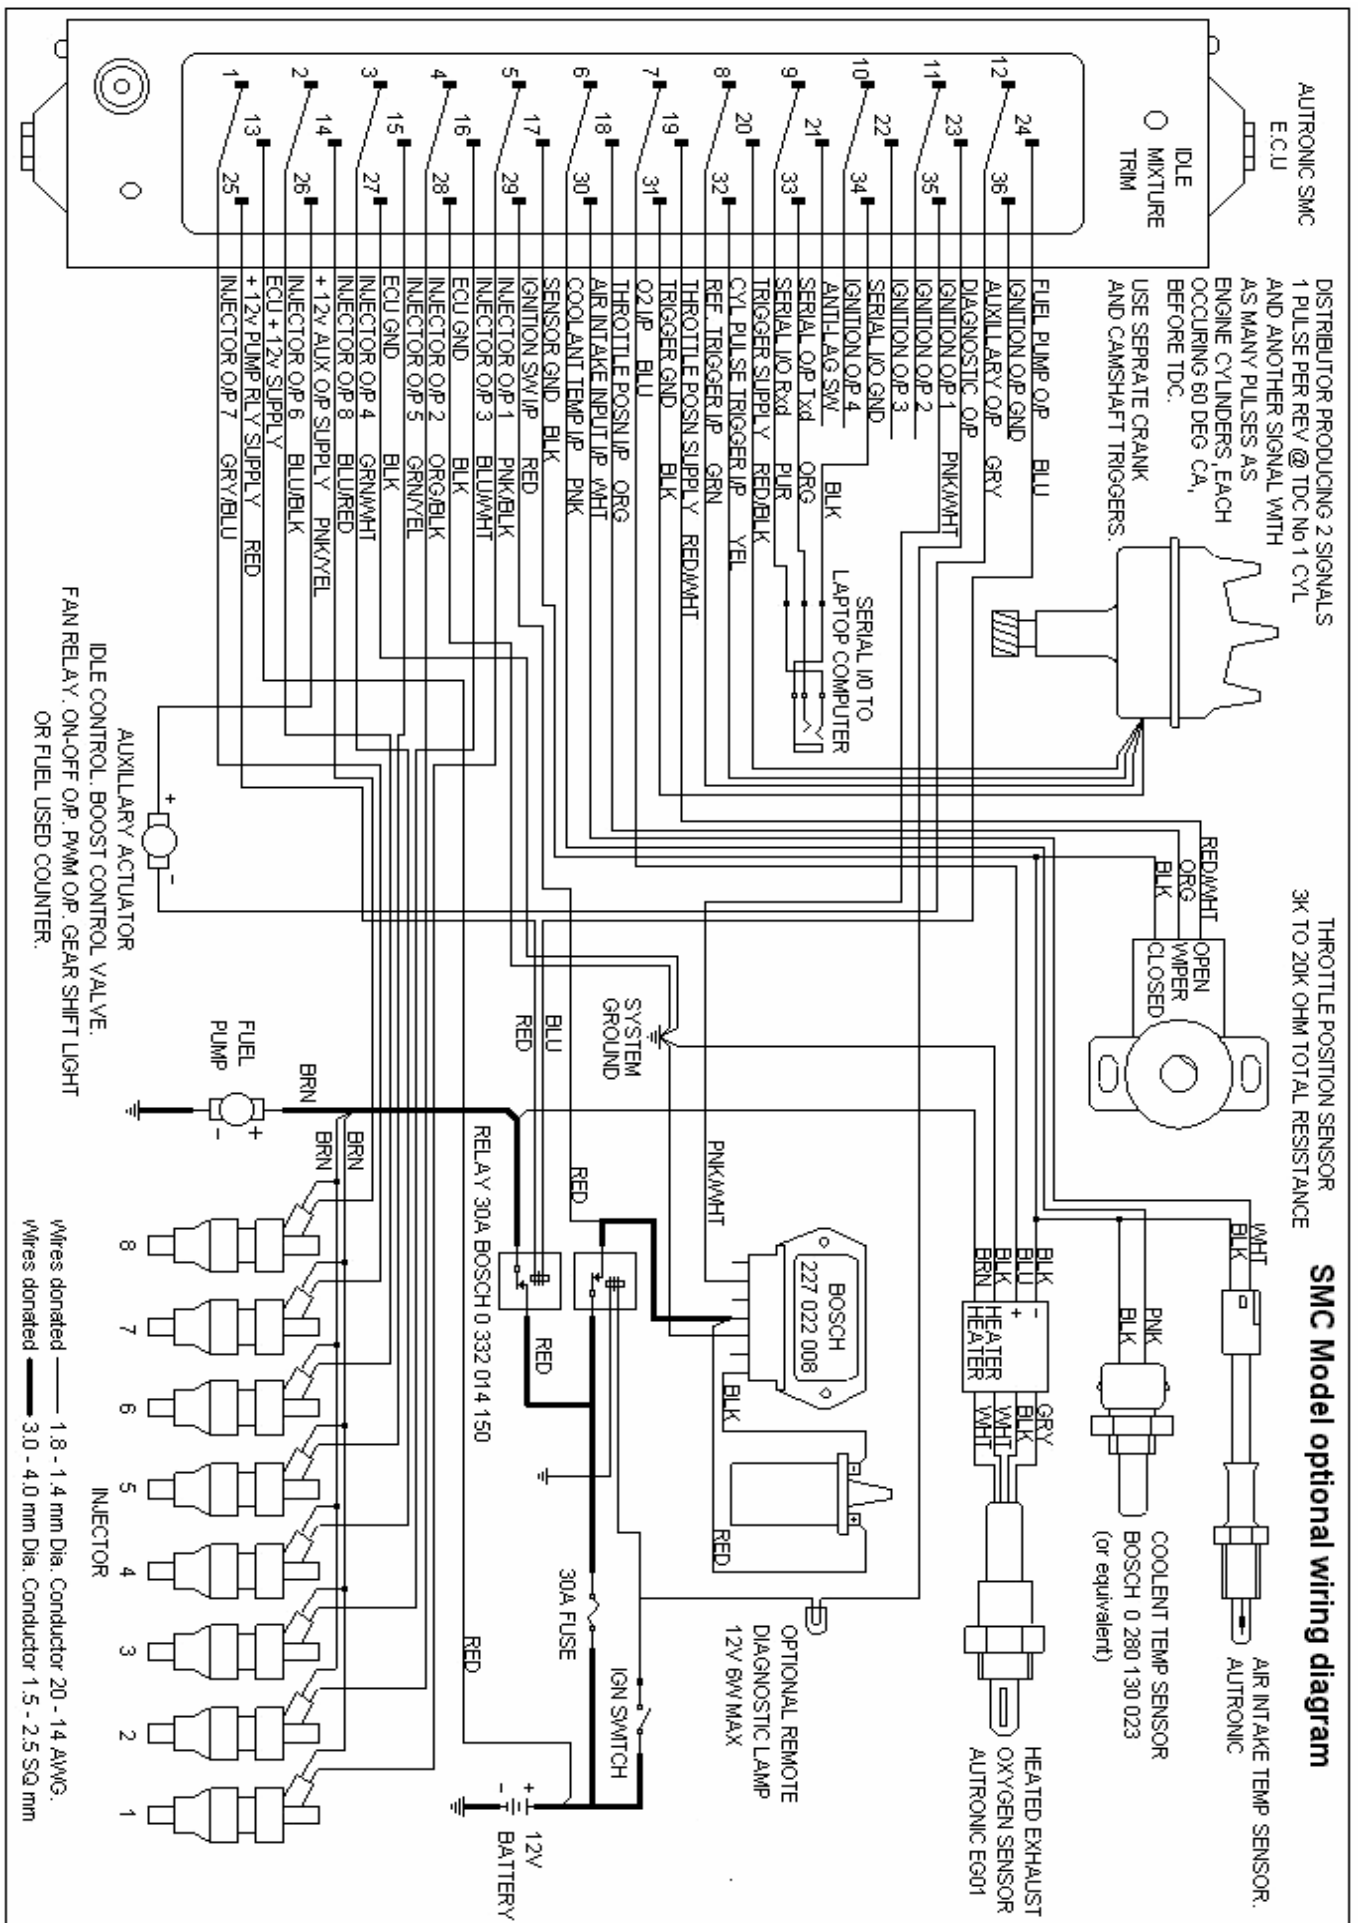 SMC Model optional wiring diagram
AUTRONIC SMC
E.C.U
IDLE
MIXTURE
TRIM
12
11
10
9
8
7
6
5
4
3
2
1
24
23
22
21
20
19
18
17
16
15
14
13
36
35
34
33
32
31
30
29
28
27
26
25
DISTRIBUTOR PRODUCING 2 SIGNALS
1 PULSE PER REV @ TDC No 1 CYL
AND ANOTHER SIGNAL WITH
AS MANY PULSES AS
ENGINE CYLINDERS, EACH
OCCURING 60 DEG CA,
BEFORE TDC.
USE SEPRATE CRANK
AND CAMSHAFT TRIGGERS.
FUEL PUMP O/P BLU
IGNITION O/P GND
AUXILLARY O/P GRY
DIAGNOSTIC O/P
IGNITION O/P 1 PNK/WHT
IGNITION O/P 2
IGNITION O/P 3
SERIAL I/O GND
IGNITION O/P 4
ANTI-LAG SW BLK
SERIAL O/P Txd ORG
SERIAL I/O Rxd PUR
TRIGGER SUPPLY RED/BLK
CYL PULSE TRIGGER I/P YEL
REF. TRIGGER I/P GRN
THROTTLE POSN SUPPLY RED/WHT
TRIGGER GND BLK
O2 I/P BLU
THROTTLE POSN I/P ORG
AIR INTAKE INPUT I/P WHT
COOLANT TEMP I/P PNK
SENSOR GND BLK
IGNITION SW I/P RED
INJECTOR O/P 1 PNK/BLK
INJECTOR O/P 3 BLU/WHT
ECU GND BLK
INJECTOR O/P 2 ORG/BLK
INJECTOR O/P 5 GRN/YEL
ECU GND BLK
INJECTOR O/P 4 GRN/WHT
INJECTOR O/P 8 BLU/RED
+ 12v AUX O/P SUPPLY PNK/YEL
INJECTOR O/P 6 BLU/BLK
ECU + 12v SUPPLY
+ 12v PUMP RLY SUPPLY RED
INJECTOR O/P 7 GRY/BLU
SERIAL I/0 TO
LAPTOP COMPUTER
THROTTLE POSITION SENSOR
3K TO 20K OHM TOTAL RESISTANCE
RED/WHT
ORG
BLK
OPEN
WIPER
CLOSED
AUXILLARY ACTUATOR
IDLE CONTROL. BOOST CONTROL VALVE.
FAN RELAY. ON-OFF O/P. PWM O/P. GEAR SHIFT LIGHT
OR FUEL USED COUNTER.
+
-
SYSTEM
GROUND
BLU
RED
FUEL
PUMP
+
-
BRN
BRN
BRN
RELAY 30A BOSCH 0 332 014 150
RED
RED
PNK/WHT
BOSCH
227 022 008
BLK
RED
-
+
WHT
BLK
AIR INTAKE TEMP SENSOR.
AUTRONIC
PNK
BLK
COOLENT TEMP SENSOR
BOSCH 0 280 130 023
(or equivalent)
BLK
BLU
BLK
BRN
-
+
HEATER
HEATER
GRY
BLK
WHT
WHT
HEATED EXHAUST
OXYGEN SENSOR
AUTRONIC EG01
OPTIONAL REMOTE
DIAGNOSTIC LAMP
12V 6W MAX
30A FUSE
IGN SWITCH
RED
+
-
12V
BATTERY
8
7
6
5
4
3
2
1
INJECTOR
Wires donated 1.8 - 1.4 mm Dia. Conductor 20 - 14 AWG.
Wires donated 3.0 - 4.0 mm Dia. Conductor 1.5 - 2.5 SQ mm